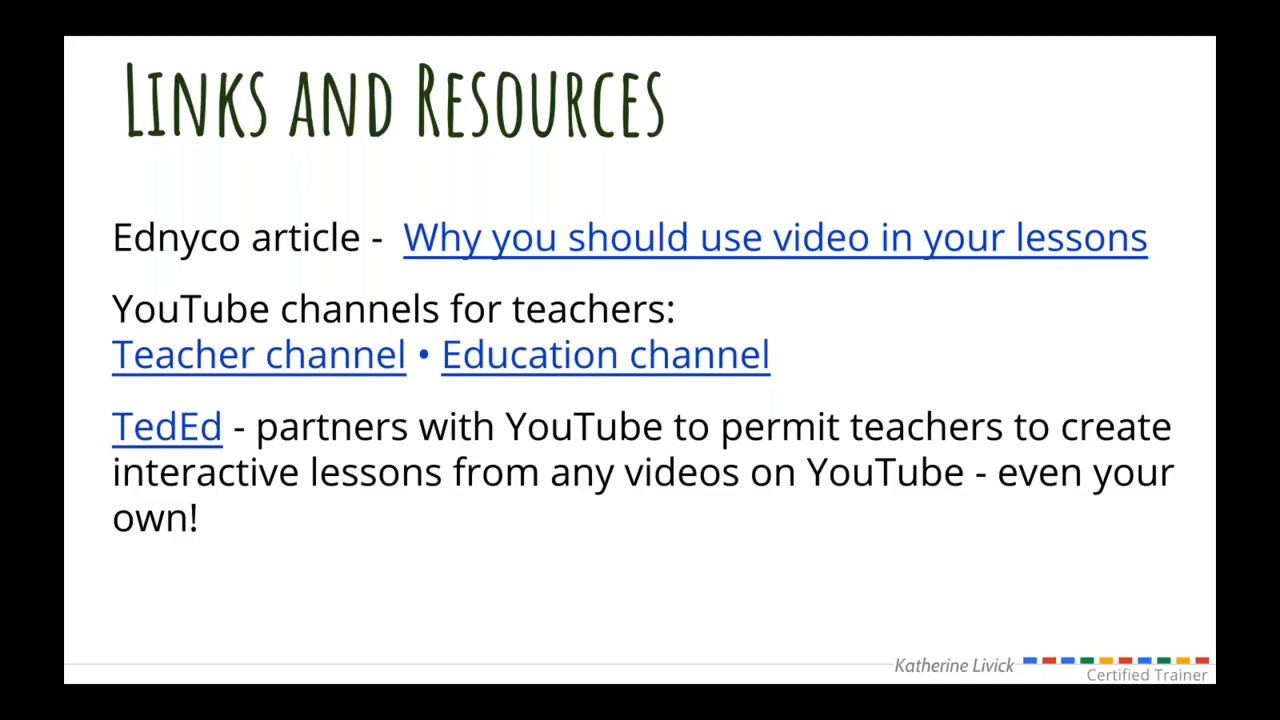 Links and Resources
Ednyco article - Why you should use video in your lessons
YouTube channels for teachers:
Teacher channel • Education channel
TedEd - partners with YouTube to permit teachers to create
interactive lessons from any videos on YouTube - even your
own!
Katherine Livick
Certified Trainer